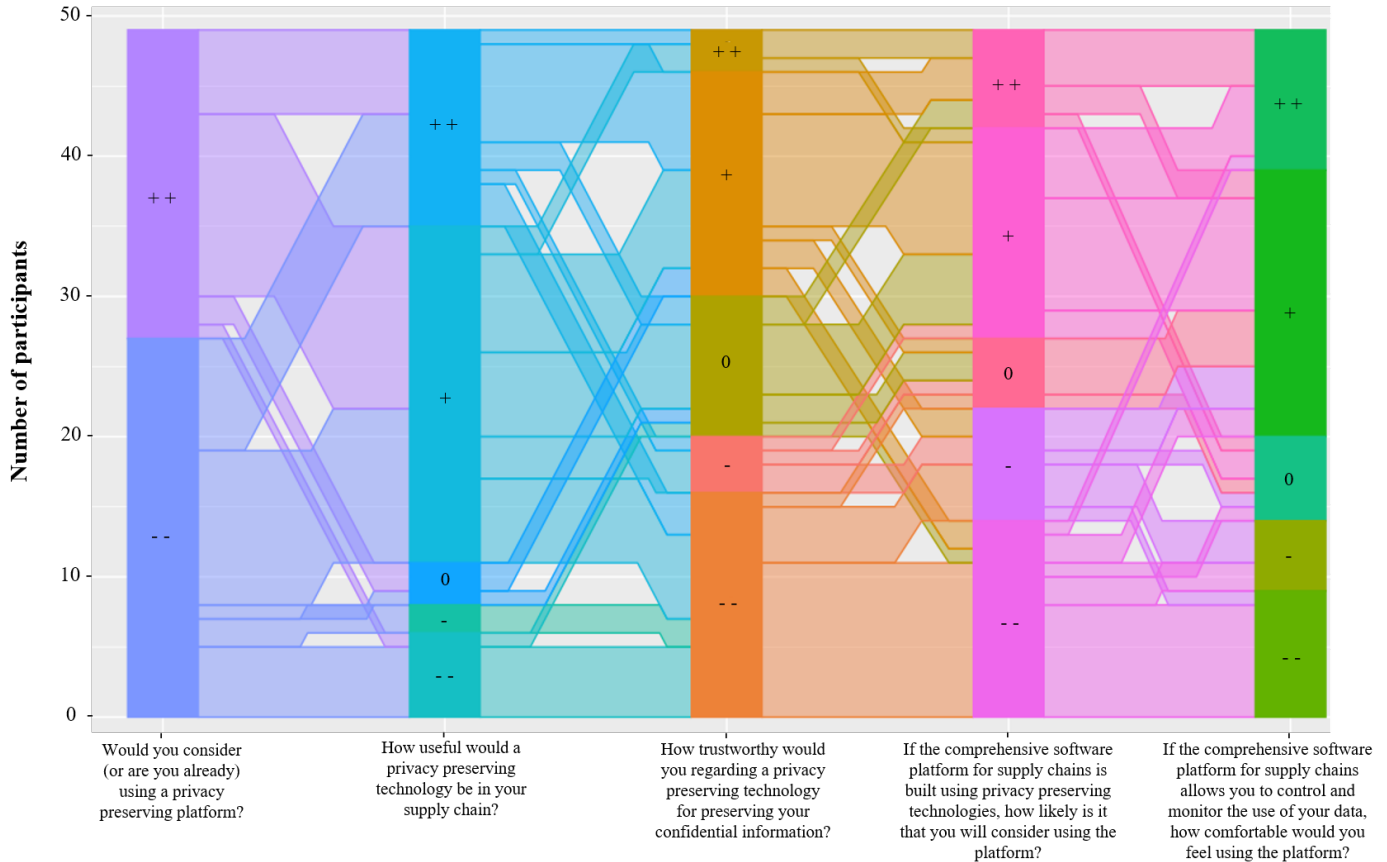 50
40
30
20
10
0
Number of participants
+ +
- -
+ +
+
0
-
- -
+ +
+
0
-
- -
+ +
+
0
-
- -
+ +
+
0
-
- -
Would you consider
(or are you already)
using a privacy
preserving platform?
How useful would a
privacy preserving
technology be in your
supply chain?
How trustworthy would
you regarding a privacy
preserving technology
for preserving your
confidential information?
If the comprehensive software
platform for supply chains is
built using privacy preserving
technologies, how likely is it
that you will consider using the
platform?
If the comprehensive software
platform for supply chains
allows you to control and
monitor the use of your data,
how comfortable would you
feel using the platform?